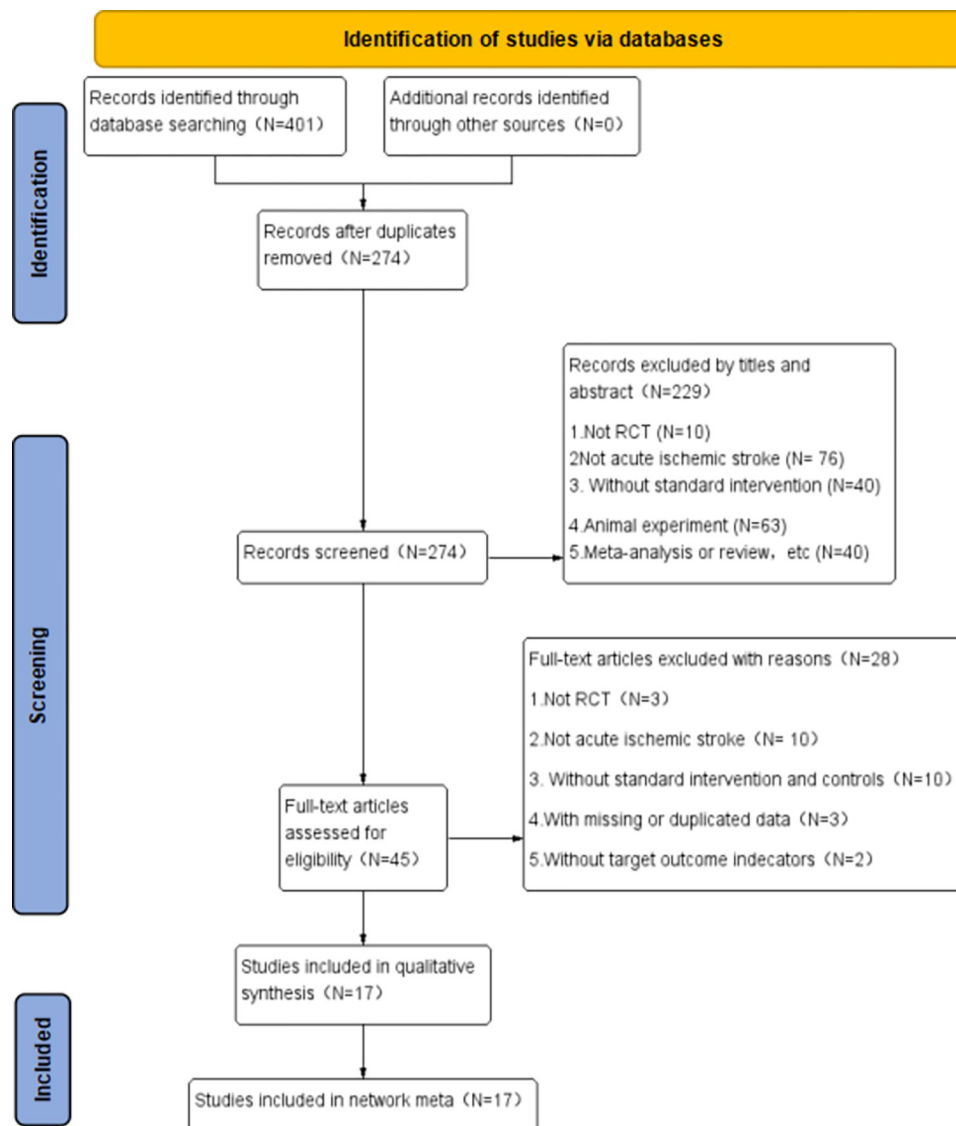 Identification of studies via databases
Identification
Records identified through
database searching（N=401）
Additional records identified
through other sources（N=0）
Records after duplicates
removed（N=274）
Screening
Records excluded by titles and
abstract（N=229）
1.Not RCT (N=10)
2Not acute ischemic stroke (N= 76)
3. Without standard intervention (N=40)
4.Animal experiment (N=63)
5.Meta-analysis or review，etc (N=40)
Records screened（N=274）
Full-text articles excluded with reasons（N=28）
1.Not RCT（N=3）
2.Not acute ischemic stroke（N= 10）
3. Without standard intervention and controls（N=10）
4.With missing or duplicated data（N=3）
5.Without target outcome indecators（N=2）
Full-text articles
assessed for
eligibility（N=45）
Studies included in qualitative
synthesis（N=17）
Included
Studies included in network meta（N=17）